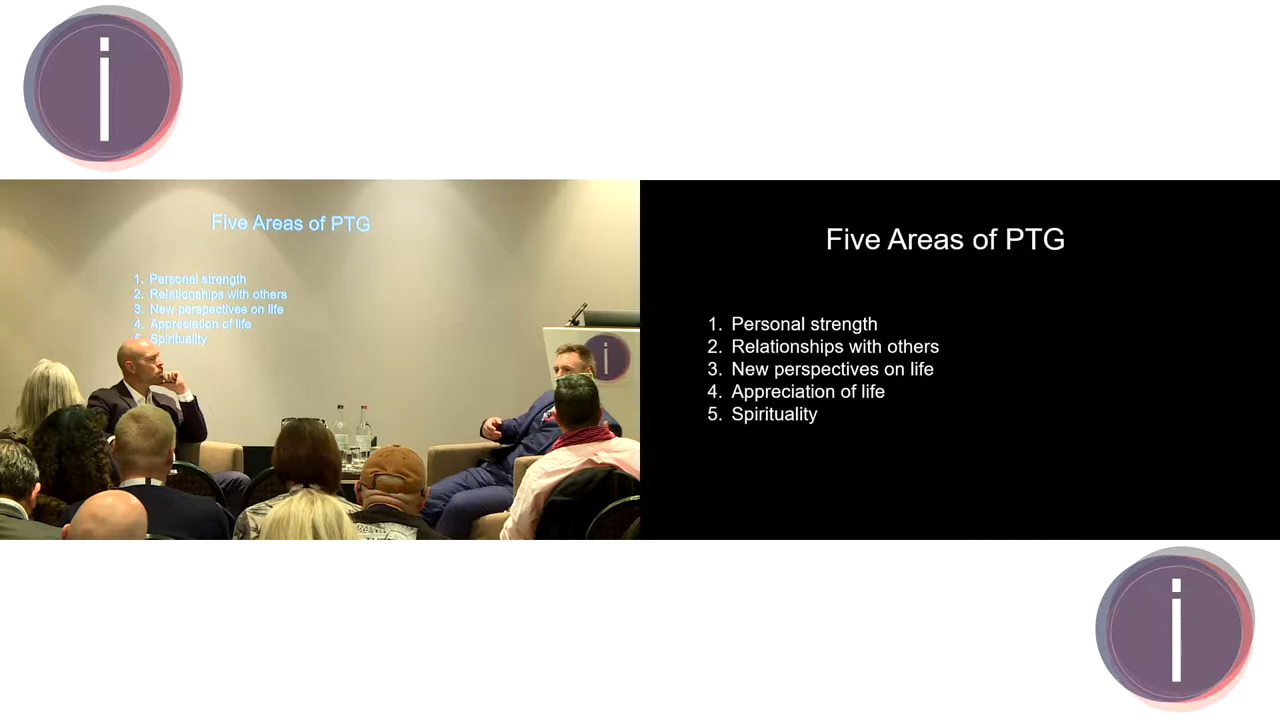 i
Five Areas of PTG
1. Personal strength
2. Relationships with others
3. New perspectives on life
4. Appreciation of life
5. Spirituality
i
Five Areas of PTG
1. Personal strength
2. Relationships with others
3. New perspectives on life
4. Appreciation of life
5. Spirituality
i